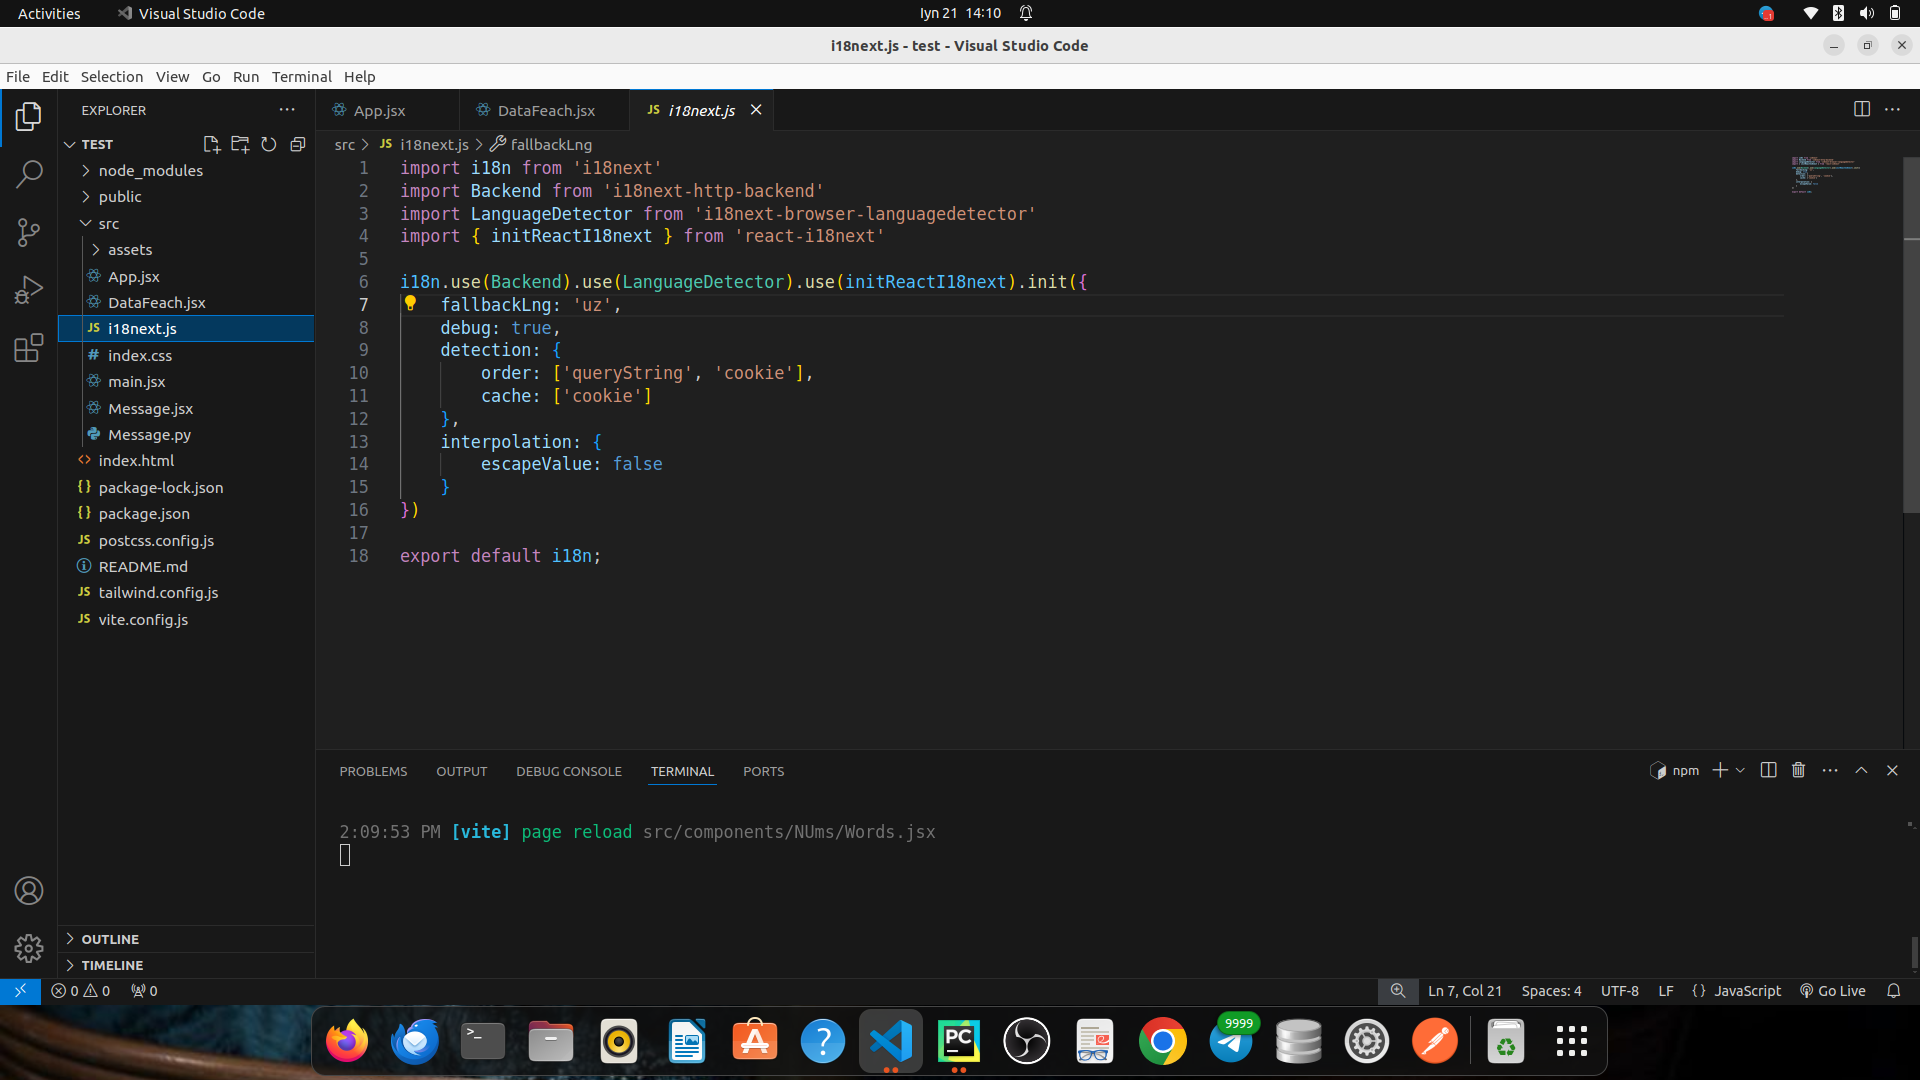 Activities
Visual Studio Code
Iyn 21 14:10
i18next.js - test - Visual Studio Code
File Edit Selection View Go Run Terminal Help
EXPLORER
TEST
node_modules
public
src
assets
App.jsx
DataFeach.jsx
JS i18next.js
# index.css
main.jsx
Message.jsx
Message.py
<> index.html
{} package-lock.json
{} package.json
JS postcss.config.js
README.md
JS tailwind.config.js
JS vite.config.js
OUTLINE
TIMELINE
App.jsx
DataFeach.jsx
JS i18next.js
src > JS i18next.js > fallbackLng
1 import i18n from 'i18next'
2 import Backend from 'i18next-http-backend'
3 import LanguageDetector from 'i18next-browser-languagedetector'
4 import { initReactI18next } from 'react-i18next'
5
6 i18n.use(Backend).use(LanguageDetector).use(initReactI18next).init({
7 fallbackLng: 'uz',
8 debug: true,
9 detection: {
10 order: ['queryString', 'cookie'],
11 cache: ['cookie']
12 },
13 interpolation: {
14 escapeValue: false
15 }
16 })
17
18 export default i18n;
PROBLEMS OUTPUT DEBUG CONSOLE TERMINAL PORTS
npm
2:09:53 PM [vite] page reload src/components/NUms/Words.jsx
0 0 0
Ln 7, Col 21 Spaces: 4 UTF-8 LF {} JavaScript Go Live
PC
9999